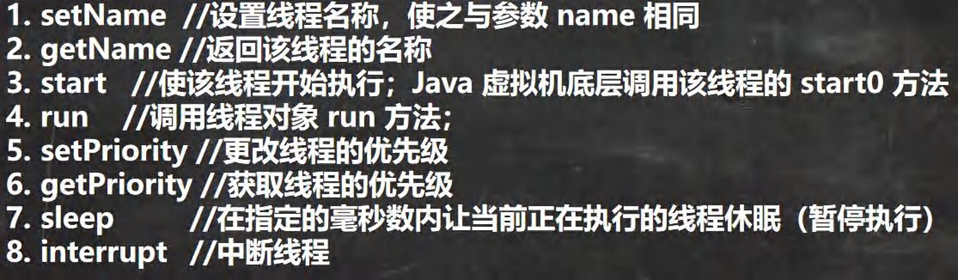 1. setName //设置线程名称，使之与参数 name 相同
2. getName //返回该线程的名称
3. start //使该线程开始执行；Java 虚拟机底层调用该线程的 start0 方法
4. run //调用线程对象 run 方法；
5. setPriority //更改线程的优先级
6. getPriority //获取线程的优先级
7. sleep //在指定的毫秒数内让当前正在执行的线程休眠（暂停执行）
8. interrupt //中断线程